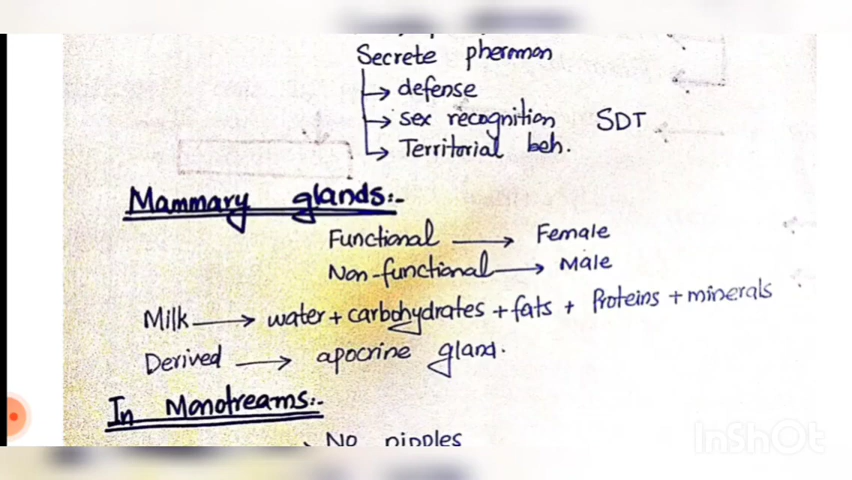 Secrete phermon
→ defense
→ sex recognition SDT
→ Territorial beh.
Mammary glands:-
Functional → Female
Non-functional → Male
Milk → water + carbohydrates + fats + Proteins + minerals
Derived → apocrine gland.
In Monotreams:-
No nipples
InShOt